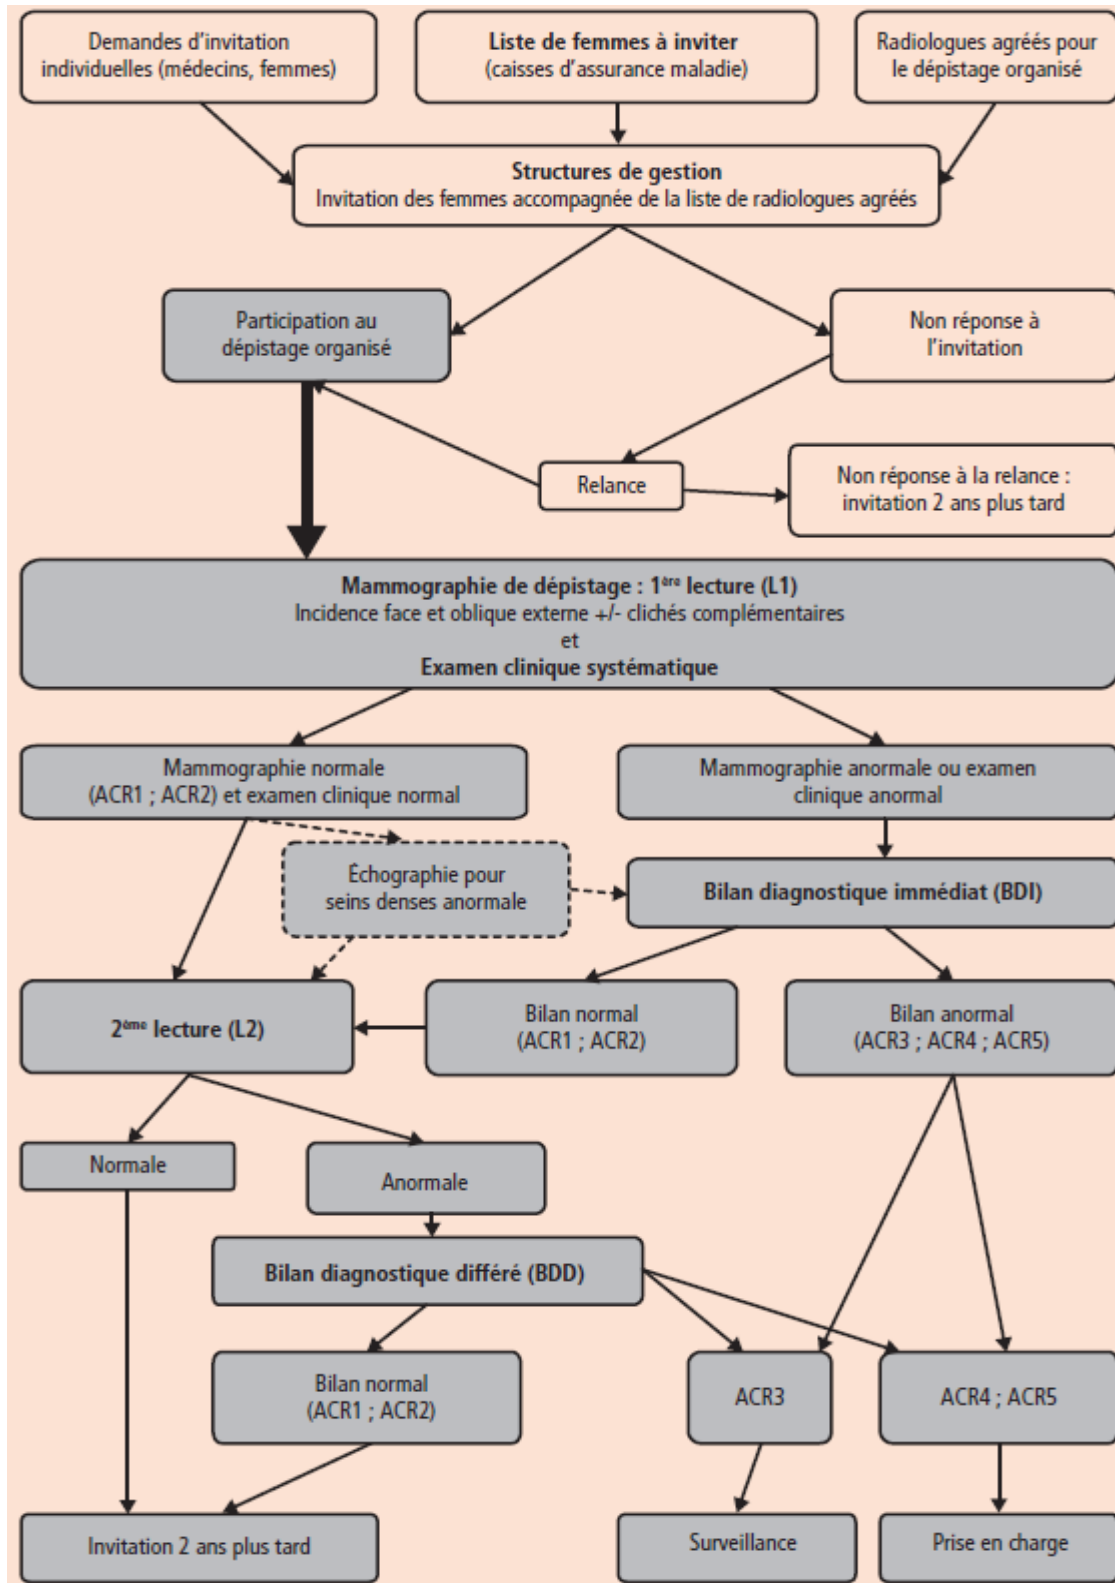 Demandes d'invitation
individuelles (médecins, femmes)
Liste de femmes à inviter
(caisses d'assurance maladie)
Radiologues agréés pour
le dépistage organisé
Structures de gestion
Invitation des femmes accompagnée de la liste de radiologues agréés
Participation au
dépistage organisé
Non réponse à
l'invitation
Relance
Non réponse à la relance :
invitation 2 ans plus tard
Mammographie de dépistage : 1ère lecture (L1)
Incidence face et oblique externe +/- clichés complémentaires
et
Examen clinique systématique
Mammographie normale
(ACR1 ; ACR2) et examen clinique normal
Mammographie anormale ou examen
clinique anormal
Échographie pour
seins denses anormale
Bilan diagnostique immédiat (BDI)
2ème lecture (L2)
Bilan normal
(ACR1 ; ACR2)
Bilan anormal
(ACR3 ; ACR4 ; ACR5)
Normale
Anormale
Bilan diagnostique différé (BDD)
Bilan normal
(ACR1 ; ACR2)
ACR3
ACR4 ; ACR5
Invitation 2 ans plus tard
Surveillance
Prise en charge